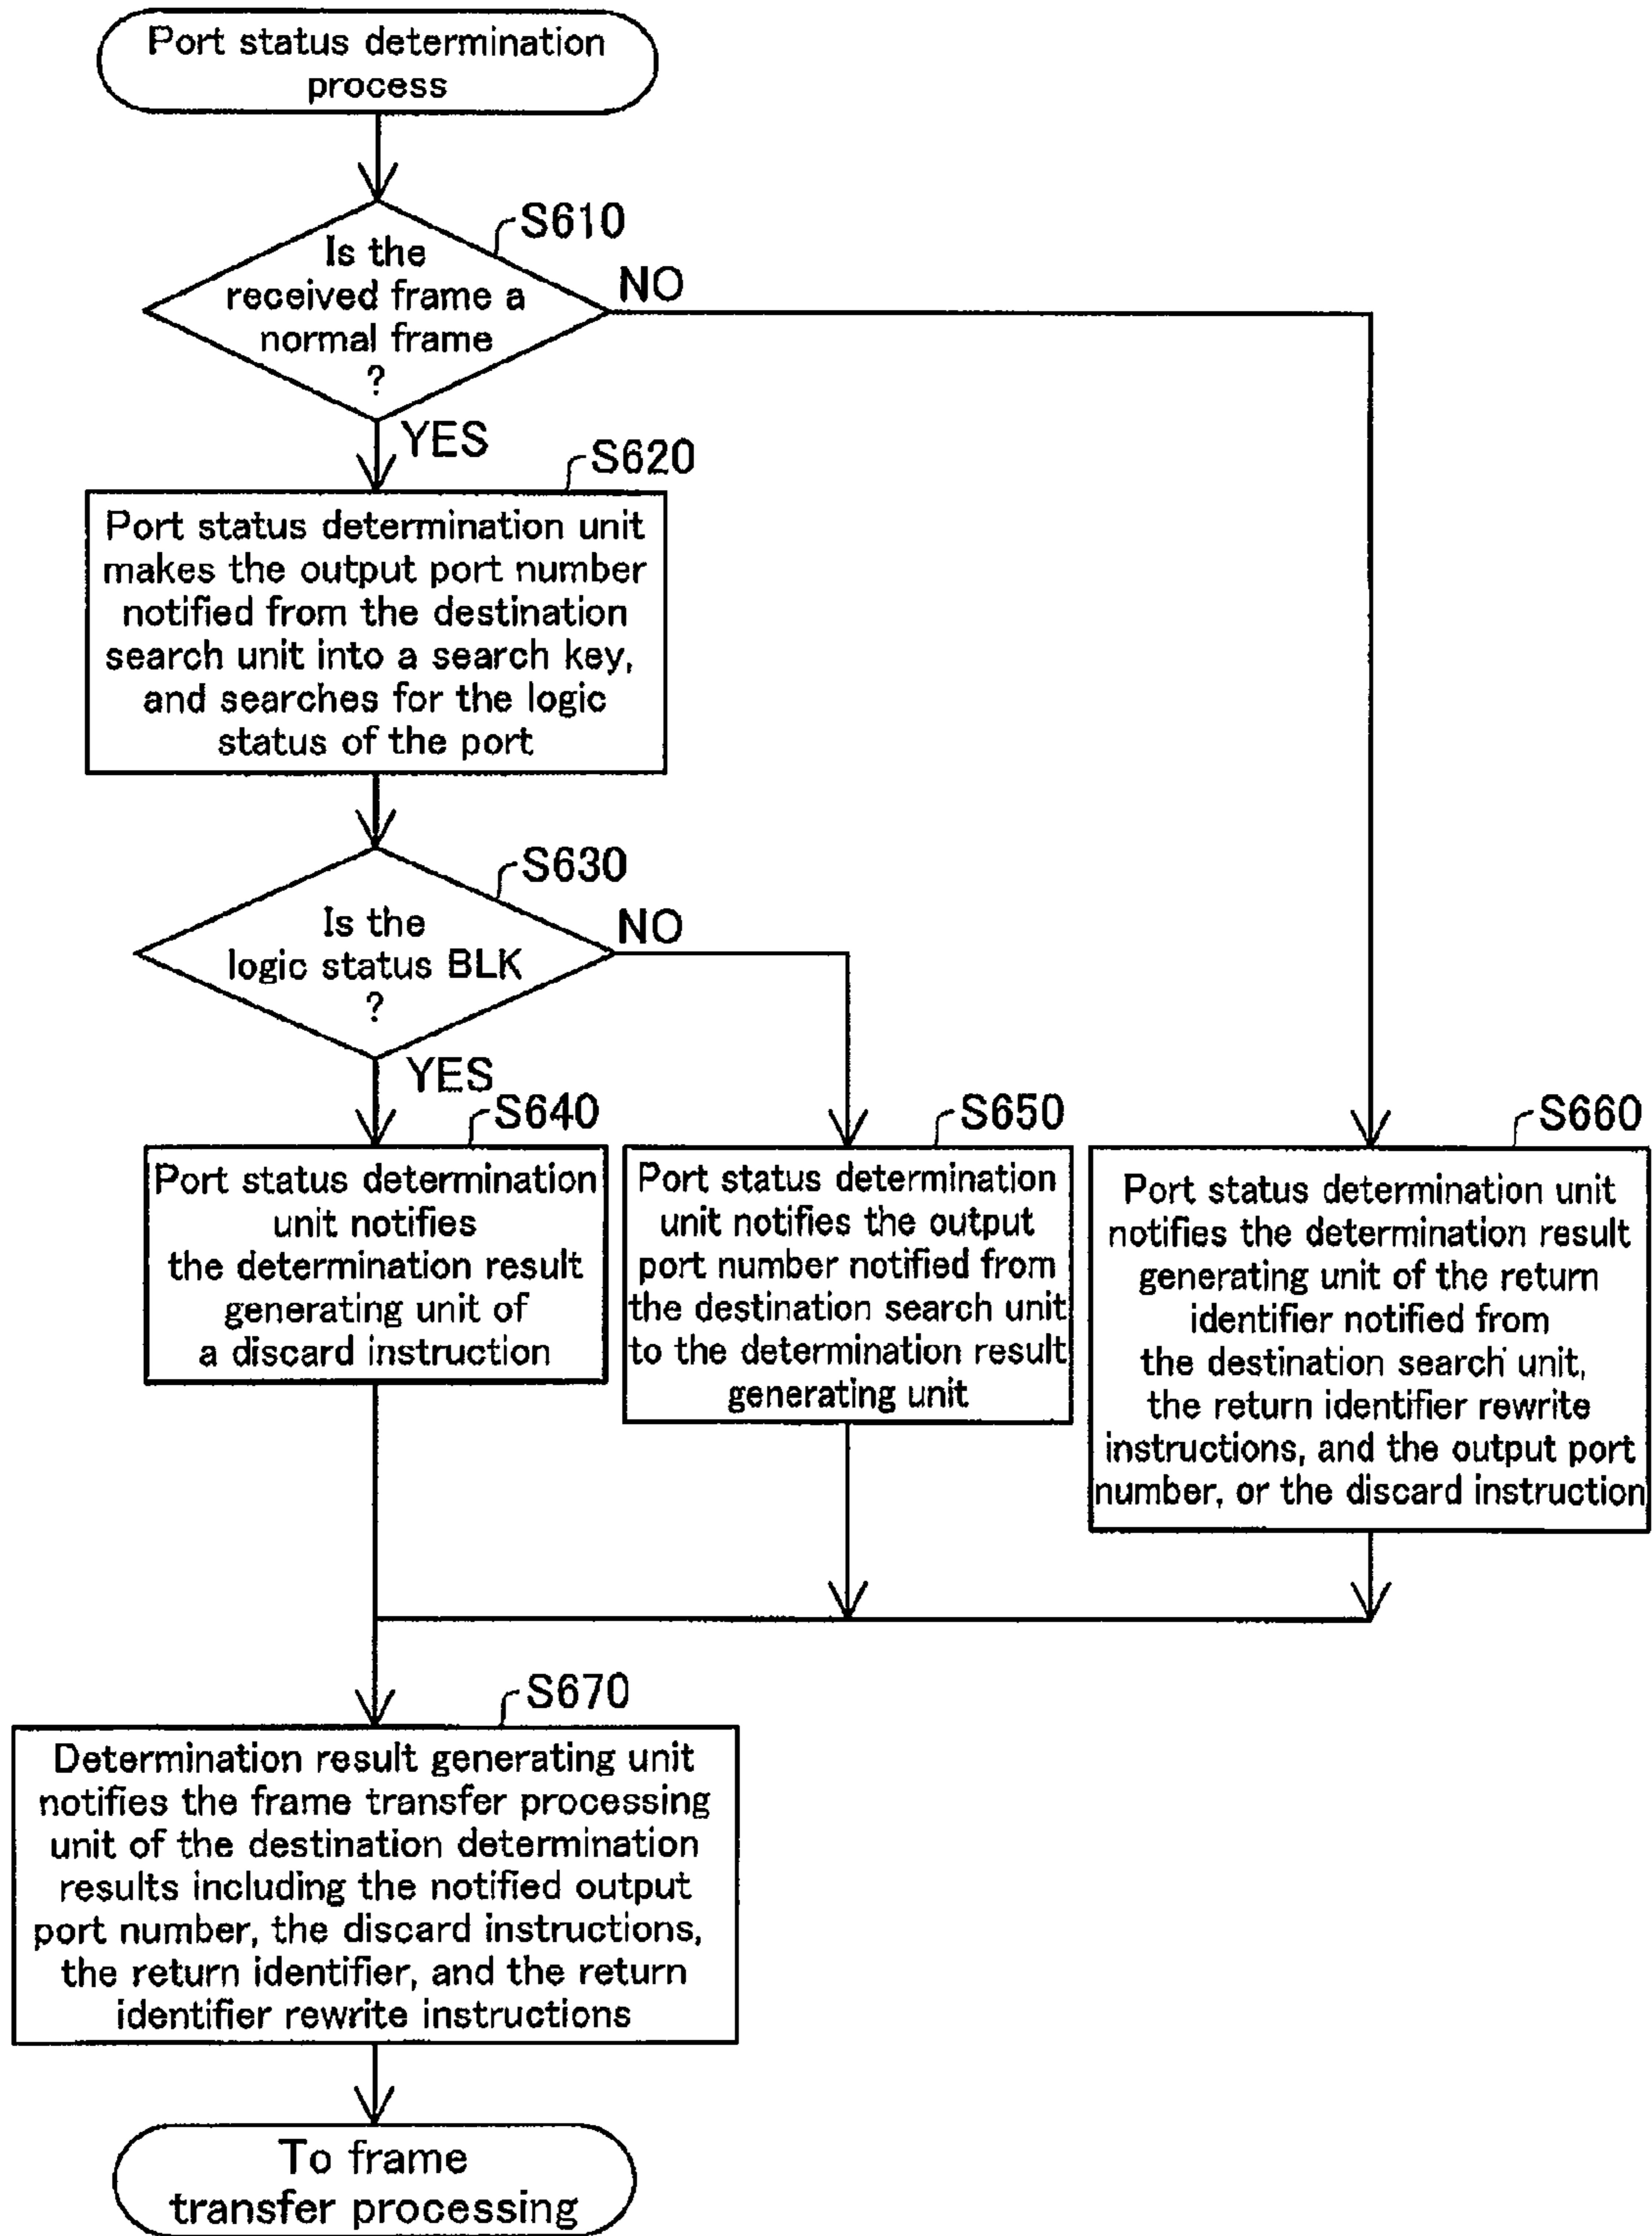 Port status determination
process
S610
Is the
received frame a
normal frame
?
NO
YES
S620
Port status determination unit
makes the output port number
notified from the destination
search unit into a search key,
and searches for the logic
status of the port
S630
Is the
logic status BLK
?
NO
YES
S640
Port status determination
unit notifies
the determination result
generating unit of
a discard instruction
S650
Port status determination
unit notifies the output
port number notified from
the destination search unit
to the determination result
generating unit
S660
Port status determination unit
notifies the determination result
generating unit of the return
identifier notified from
the destination search unit,
the return identifier rewrite
instructions, and the output port
number, or the discard instruction
S670
Determination result generating unit
notifies the frame transfer processing
unit of the destination determination
results including the notified output
port number, the discard instructions,
the return identifier, and the return
identifier rewrite instructions
To frame
transfer processing